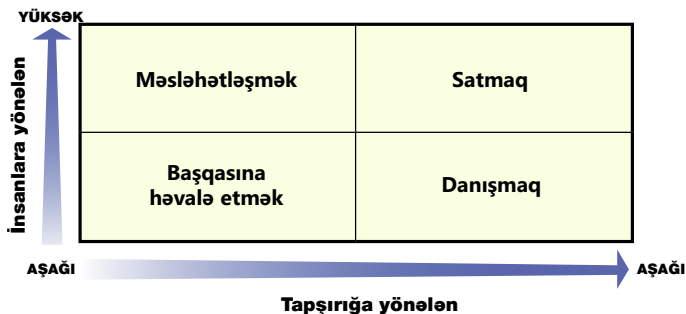 YÜKSƏK
İnsanlara yönələn
Məsləhətləşmək
Satmaq
Başqasına
həvalə etmək
Danışmaq
AŞAĞI
AŞAĞI
Tapşırığa yönələn